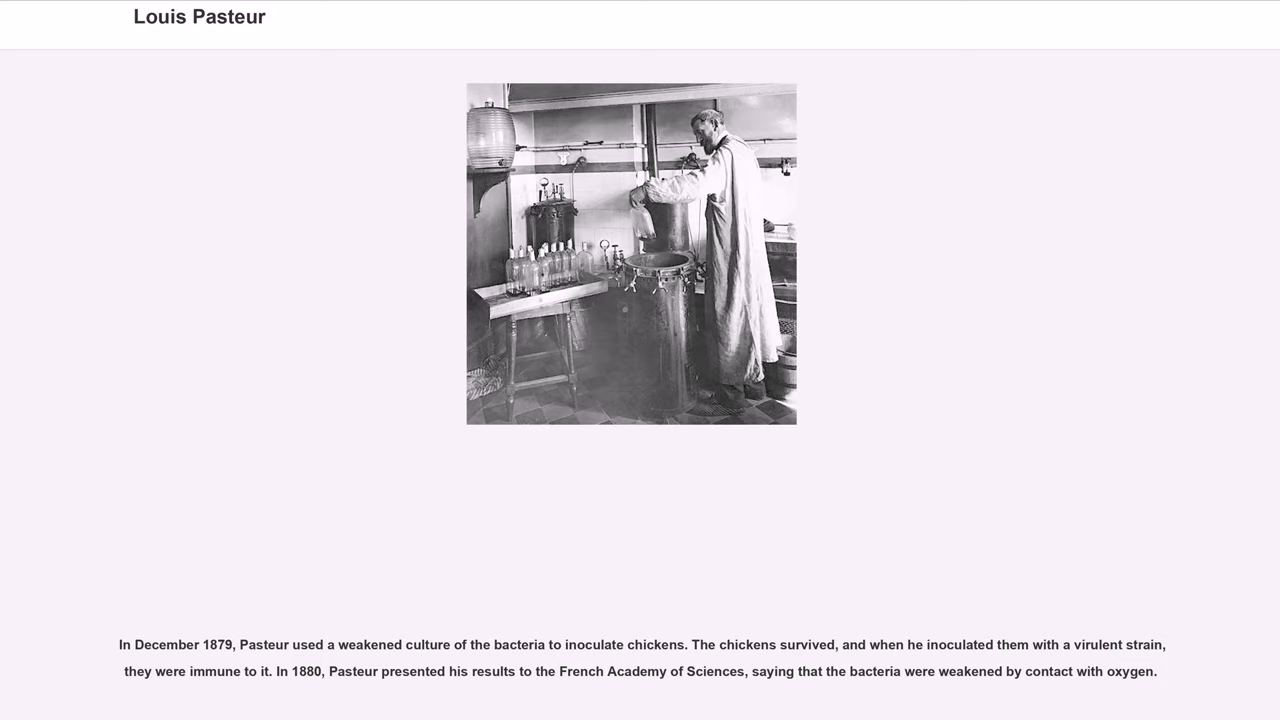 Louis Pasteur
In December 1879, Pasteur used a weakened culture of the bacteria to inoculate chickens. The chickens survived, and when he inoculated them with a virulent strain,
they were immune to it. In 1880, Pasteur presented his results to the French Academy of Sciences, saying that the bacteria were weakened by contact with oxygen.